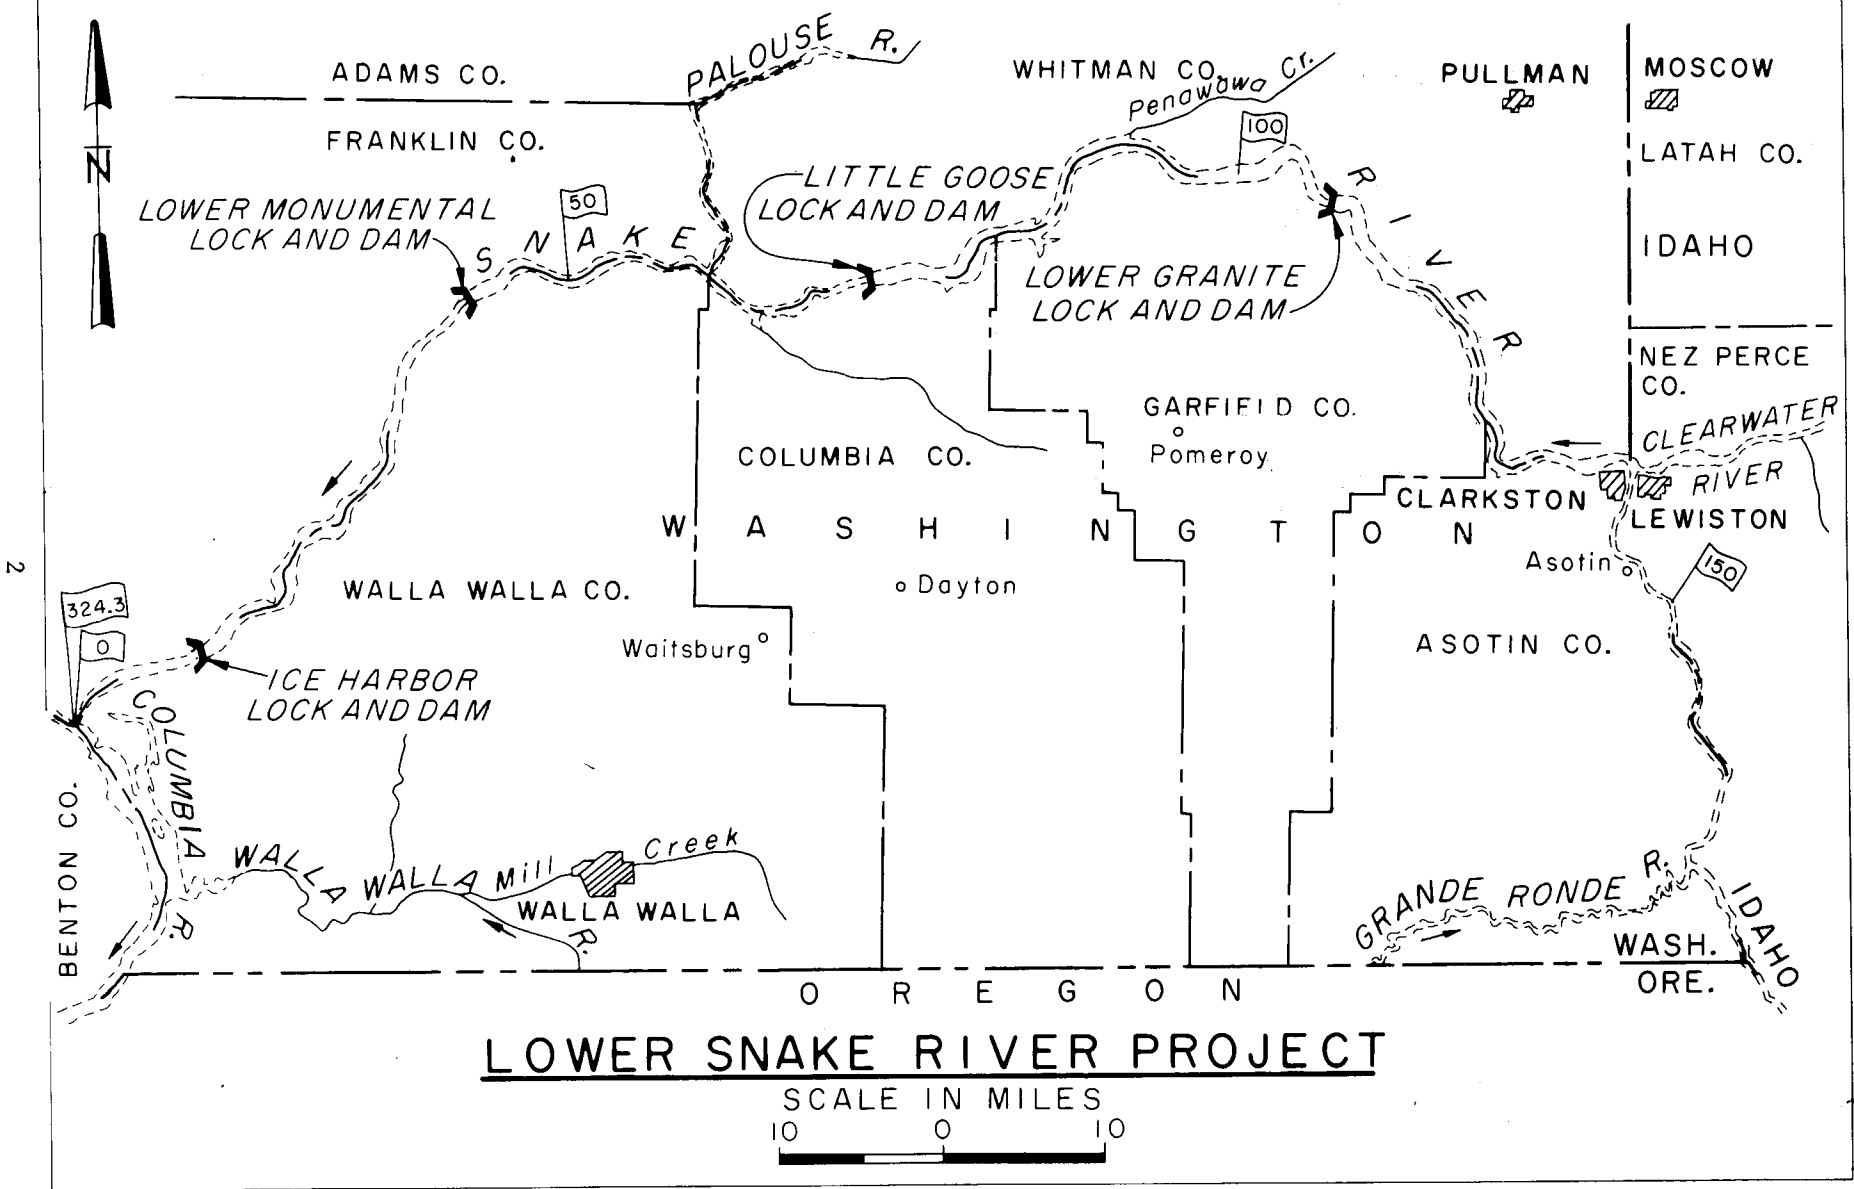 ADAMS CO.
PALOUSE R.
WHITMAN CO.
Penawawa Cr.
PULLMAN
MOSCOW
FRANKLIN CO.
100
LATAH CO.
N
LITTLE GOOSE
LOCK AND DAM
LOWER MONUMENTAL
LOCK AND DAM
50
SNAKE
RIVER
IDAHO
LOWER GRANITE
LOCK AND DAM
NEZ PERCE
CO.
GARFIELD CO.
Pomeroy
CLEARWATER
RIVER
COLUMBIA CO.
CLARKSTON
LEWISTON
WASHINGTON
2
Asotin
150
Dayton
WALLA WALLA CO.
324.3
0
Waitsburg
ASOTIN CO.
ICE HARBOR
LOCK AND DAM
COLUMBIA R.
BENTON CO.
WALLA WALLA R.
Mill Creek
WALLA WALLA
GRANDE RONDE R.
IDAHO
WASH.
ORE.
OREGON
LOWER SNAKE RIVER PROJECT
SCALE IN MILES
10 0 10